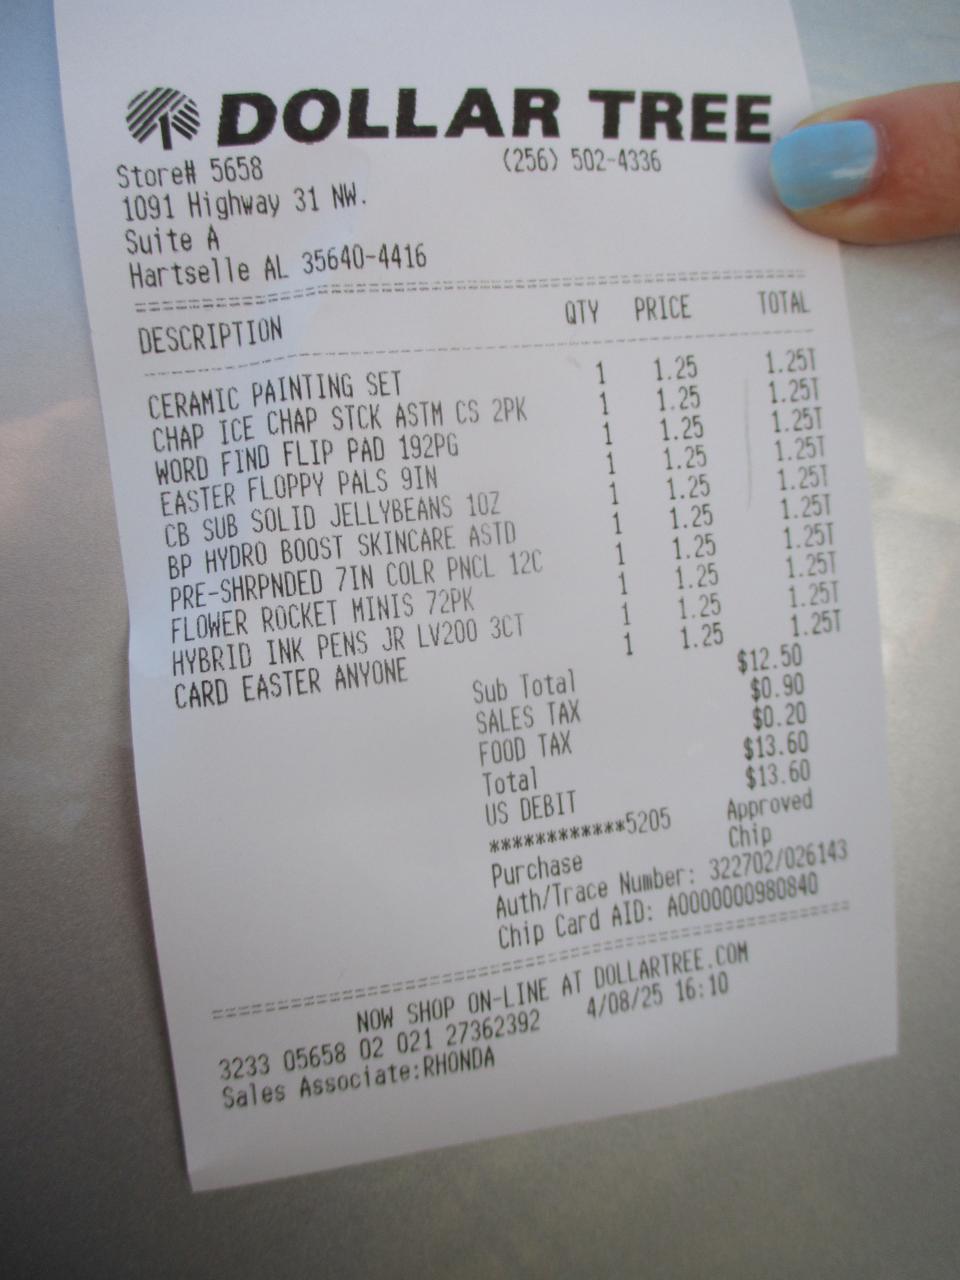 DOLLAR TREE
Store# 5658 (256) 502-4336
1091 Highway 31 NW.
Suite A
Hartselle AL 35640-4416
DESCRIPTION QTY PRICE TOTAL
CERAMIC PAINTING SET 1 1.25 1.25T
CHAP ICE CHAP STCK ASTM CS 2PK 1 1.25 1.25T
WORD FIND FLIP PAD 192PG 1 1.25 1.25T
EASTER FLOPPY PALS 9IN 1 1.25 1.25T
CB SUB SOLID JELLYBEANS 10Z 1 1.25 1.25T
BP HYDRO BOOST SKINCARE ASTD 1 1.25 1.25T
PRE-SHRPNDED 7IN COLR PNCL 12C 1 1.25 1.25T
FLOWER ROCKET MINIS 72PK 1 1.25 1.25T
HYBRID INK PENS JR LV200 3CT 1 1.25 1.25T
CARD EASTER ANYONE 1 1.25 1.25T
Sub Total $12.50
SALES TAX $0.90
FOOD TAX $0.20
Total $13.60
US DEBIT $13.60
************5205 Approved
Purchase Chip
Auth/Trace Number: 322702/026143
Chip Card AID: A0000000980840
NOW SHOP ON-LINE AT DOLLARTREE.COM
3233 05658 02 021 27362392 4/08/25 16:10
Sales Associate:RHONDA